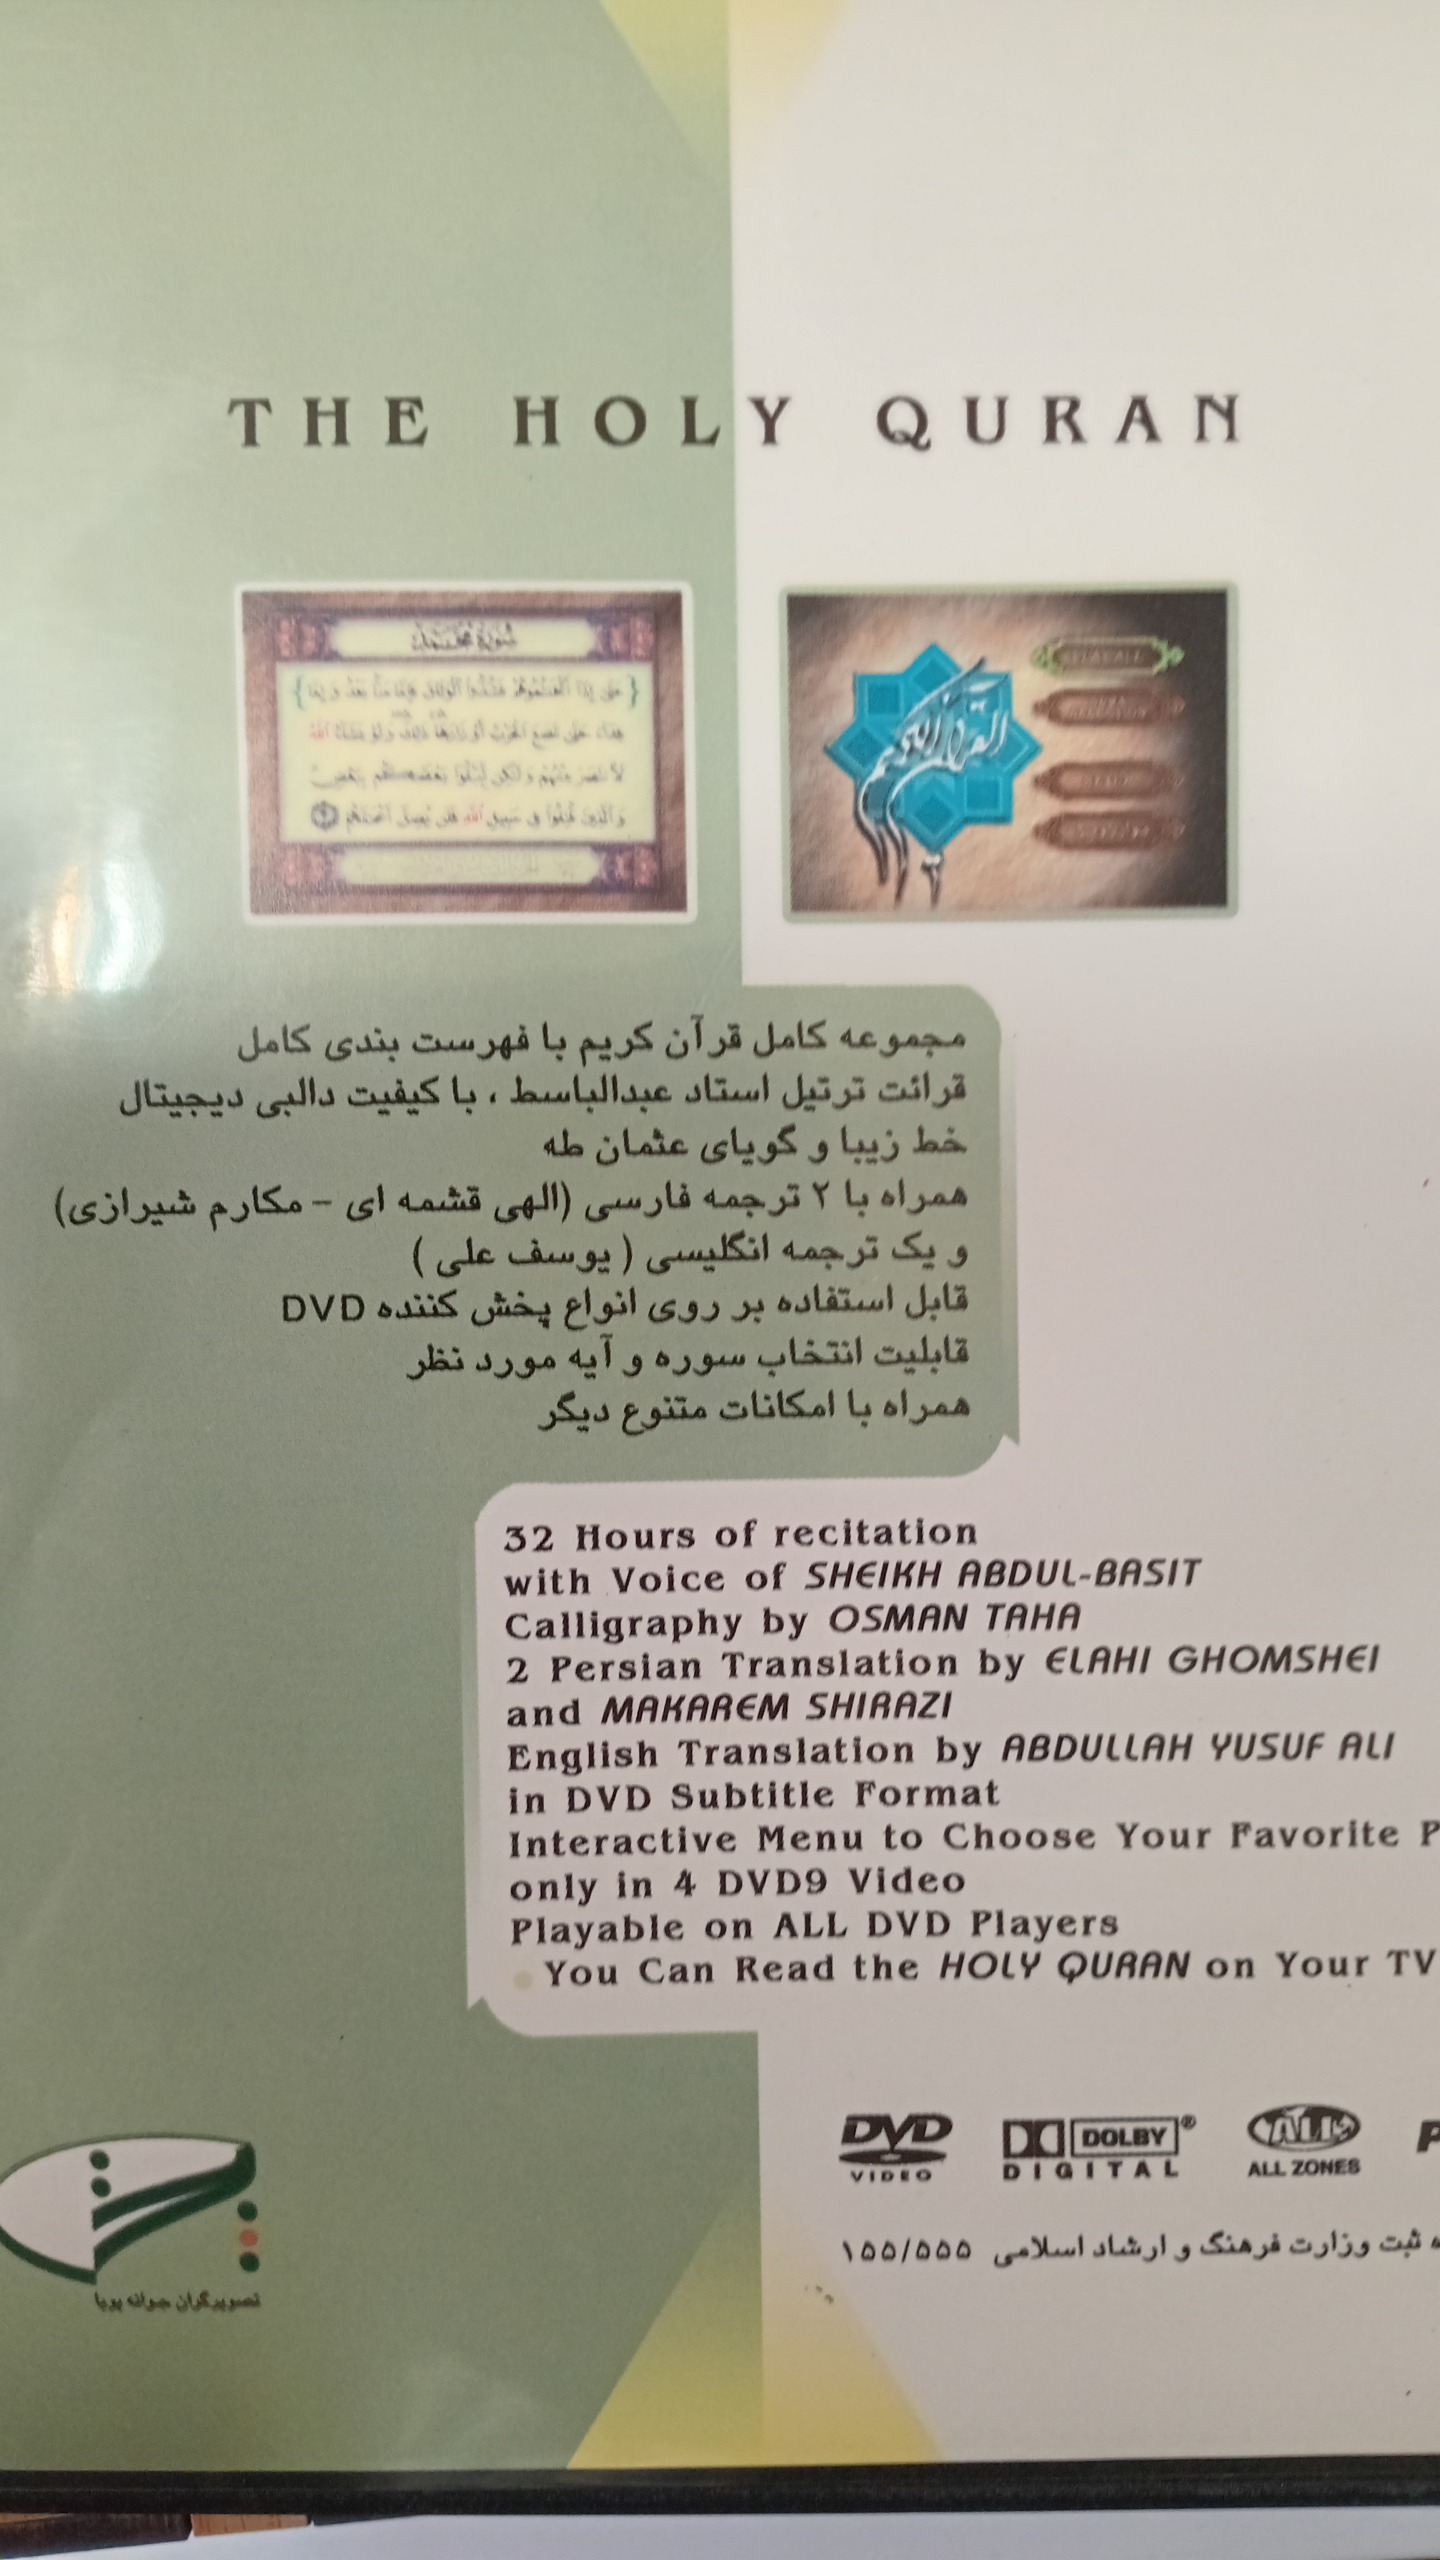 THE HOLY QURAN
مجموعه کامل قرآن کریم با فهرست بندی کامل
قرائت ترتیل استاد عبدالباسط ، با کیفیت دالبی دیجیتال
خط زیبا و گویای عثمان طه
همراه با ۲ ترجمه فارسی (الهی قشمه ای - مکارم شیرازی)
و یک ترجمه انگلیسی ( یوسف علی )
قابل استفاده بر روی انواع پخش کننده DVD
قابلیت انتخاب سوره و آیه مورد نظر
همراه با امکانات متنوع دیگر
32 Hours of recitation
with Voice of SHEIKH ABDUL-BASIT
Calligraphy by OSMAN TAHA
2 Persian Translation by ELAHI GHOMSHEI
and MAKAREM SHIRAZI
English Translation by ABDULLAH YUSUF ALI
in DVD Subtitle Format
Interactive Menu to Choose Your Favorite P
only in 4 DVD9 Video
Playable on ALL DVD Players
You Can Read the HOLY QURAN on Your TV
DVD VIDEO
DOLBY DIGITAL
ALL ALL ZONES
P
ثبت وزارت فرهنگ و ارشاد اسلامی ۱۵۵/۵۵۵
تصویرگران جوانه پویا